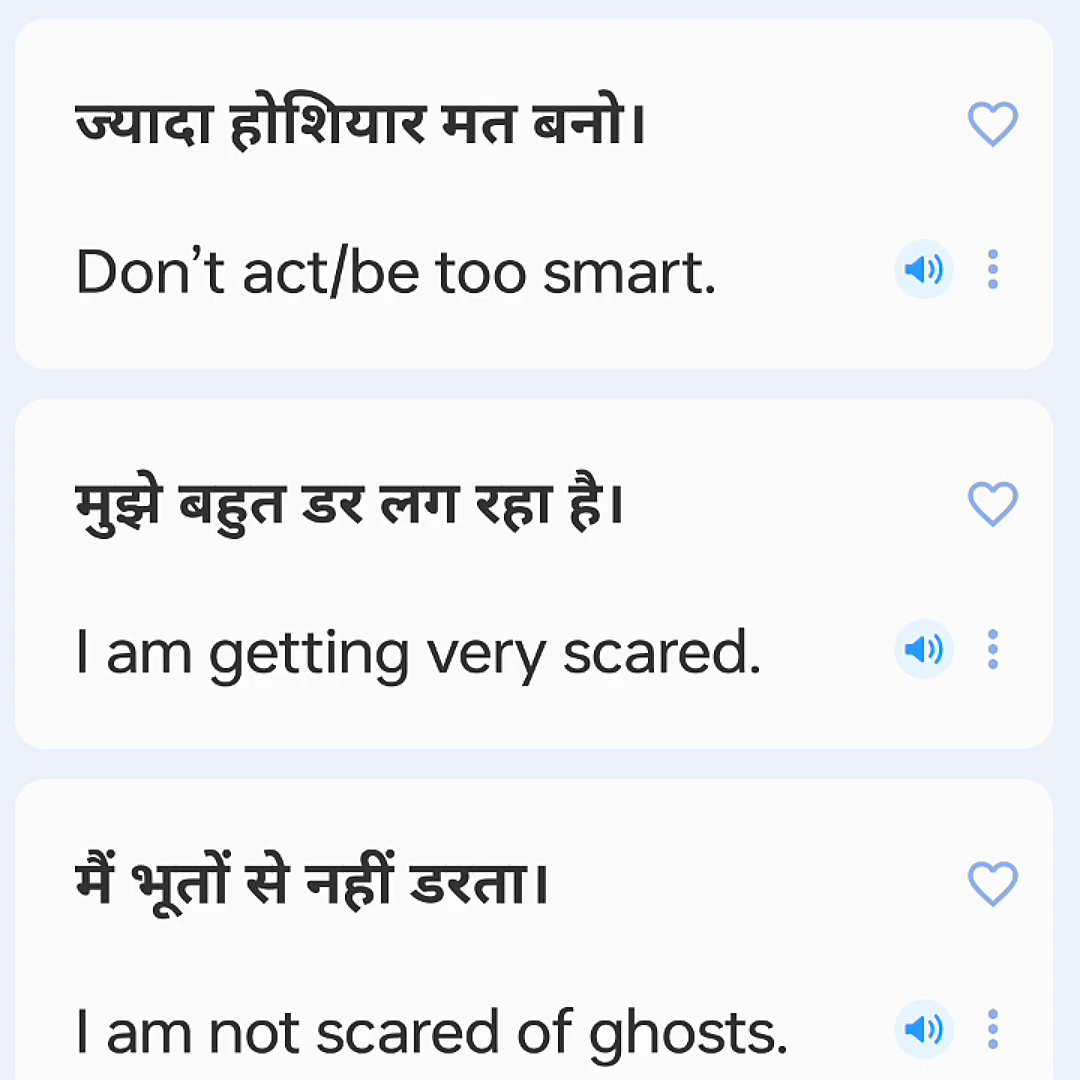 ज्यादा होशियार मत बनो।
Don’t act/be too smart.
मुझे बहुत डर लग रहा है।
I am getting very scared.
मैं भूतों से नहीं डरता।
I am not scared of ghosts.